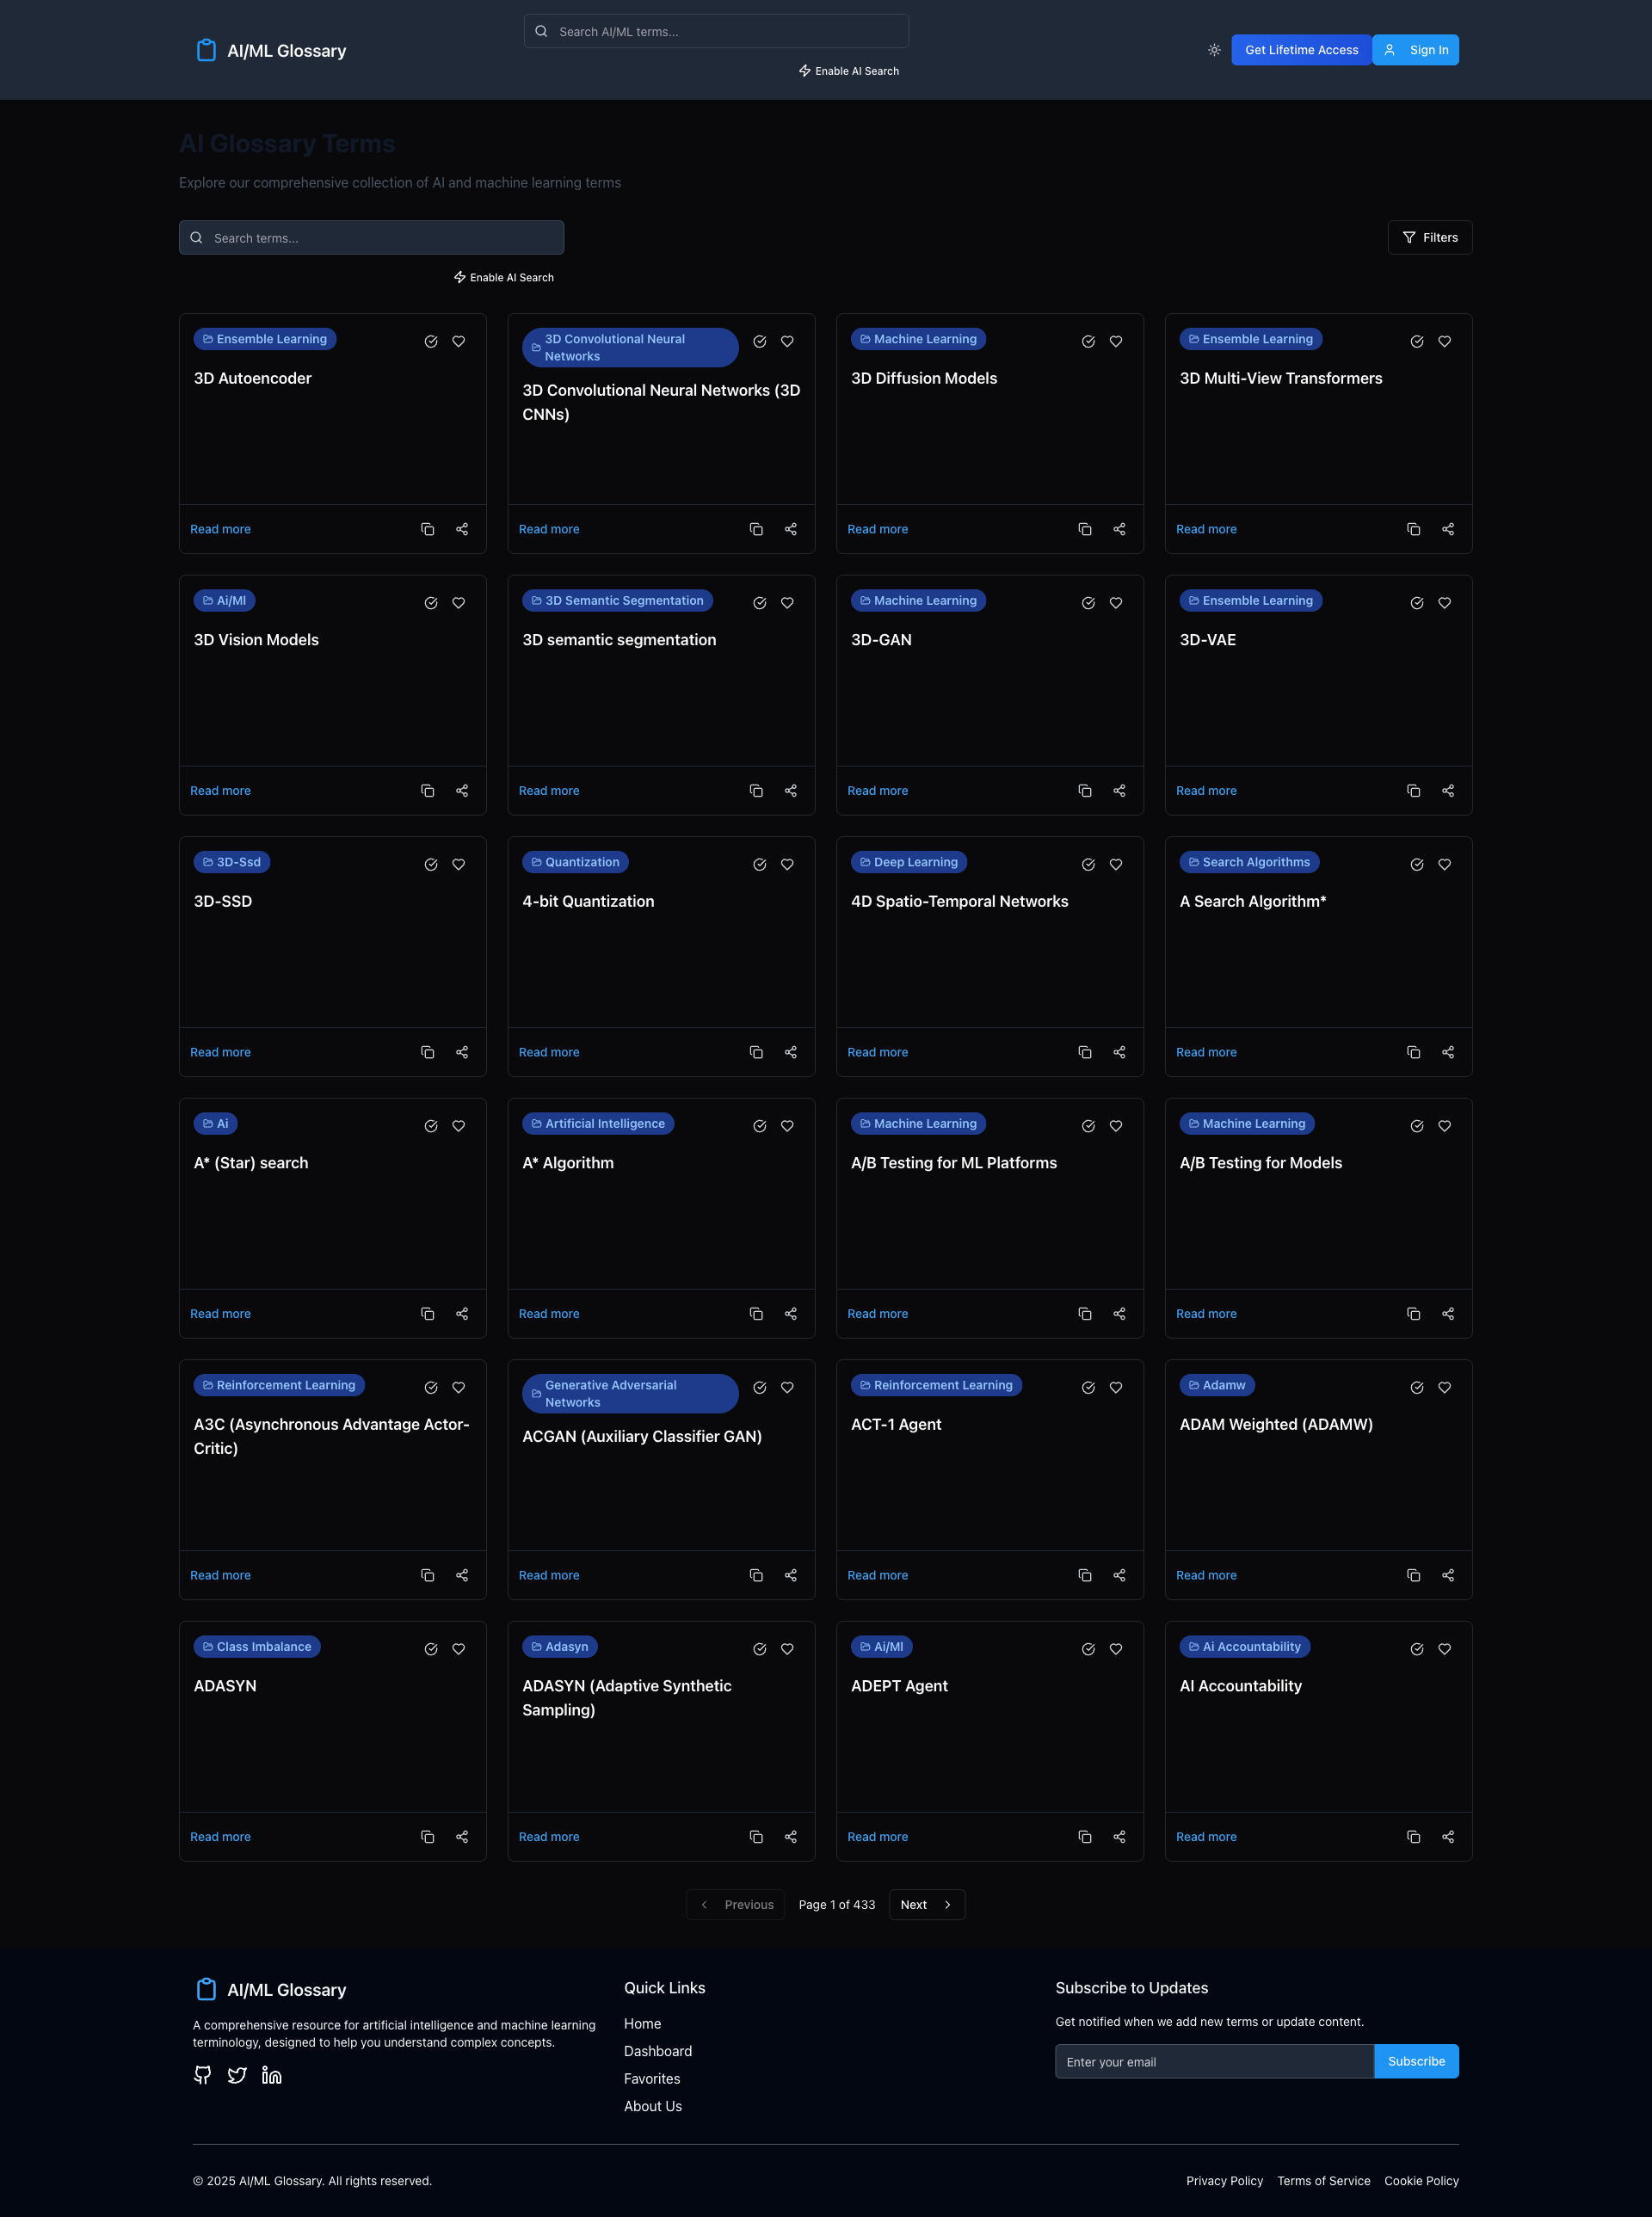 AI/ML Glossary
Search AI/ML terms...
Enable AI Search
Get Lifetime Access
Sign In
AI Glossary Terms
Explore our comprehensive collection of AI and machine learning terms
Search terms...
Filters
Enable AI Search
Ensemble Learning
3D Autoencoder
Read more
3D Convolutional Neural
Networks
3D Convolutional Neural Networks (3D
CNNs)
Read more
Machine Learning
3D Diffusion Models
Read more
Ensemble Learning
3D Multi-View Transformers
Read more
Ai/Ml
3D Vision Models
Read more
3D Semantic Segmentation
3D semantic segmentation
Read more
Machine Learning
3D-GAN
Read more
Ensemble Learning
3D-VAE
Read more
3D-Ssd
3D-SSD
Read more
Quantization
4-bit Quantization
Read more
Deep Learning
4D Spatio-Temporal Networks
Read more
Search Algorithms
A Search Algorithm*
Read more
Ai
A* (Star) search
Read more
Artificial Intelligence
A* Algorithm
Read more
Machine Learning
A/B Testing for ML Platforms
Read more
Machine Learning
A/B Testing for Models
Read more
Reinforcement Learning
A3C (Asynchronous Advantage Actor-
Critic)
Read more
Generative Adversarial
Networks
ACGAN (Auxiliary Classifier GAN)
Read more
Reinforcement Learning
ACT-1 Agent
Read more
Adamw
ADAM Weighted (ADAMW)
Read more
Class Imbalance
ADASYN
Read more
Adasyn
ADASYN (Adaptive Synthetic
Sampling)
Read more
Ai/Ml
ADEPT Agent
Read more
Ai Accountability
AI Accountability
Read more
Previous
Page 1 of 433
Next
AI/ML Glossary
A comprehensive resource for artificial intelligence and machine learning
terminology, designed to help you understand complex concepts.
Quick Links
Home
Dashboard
Favorites
About Us
Subscribe to Updates
Get notified when we add new terms or update content.
Enter your email
Subscribe
© 2025 AI/ML Glossary. All rights reserved.
Privacy Policy
Terms of Service
Cookie Policy